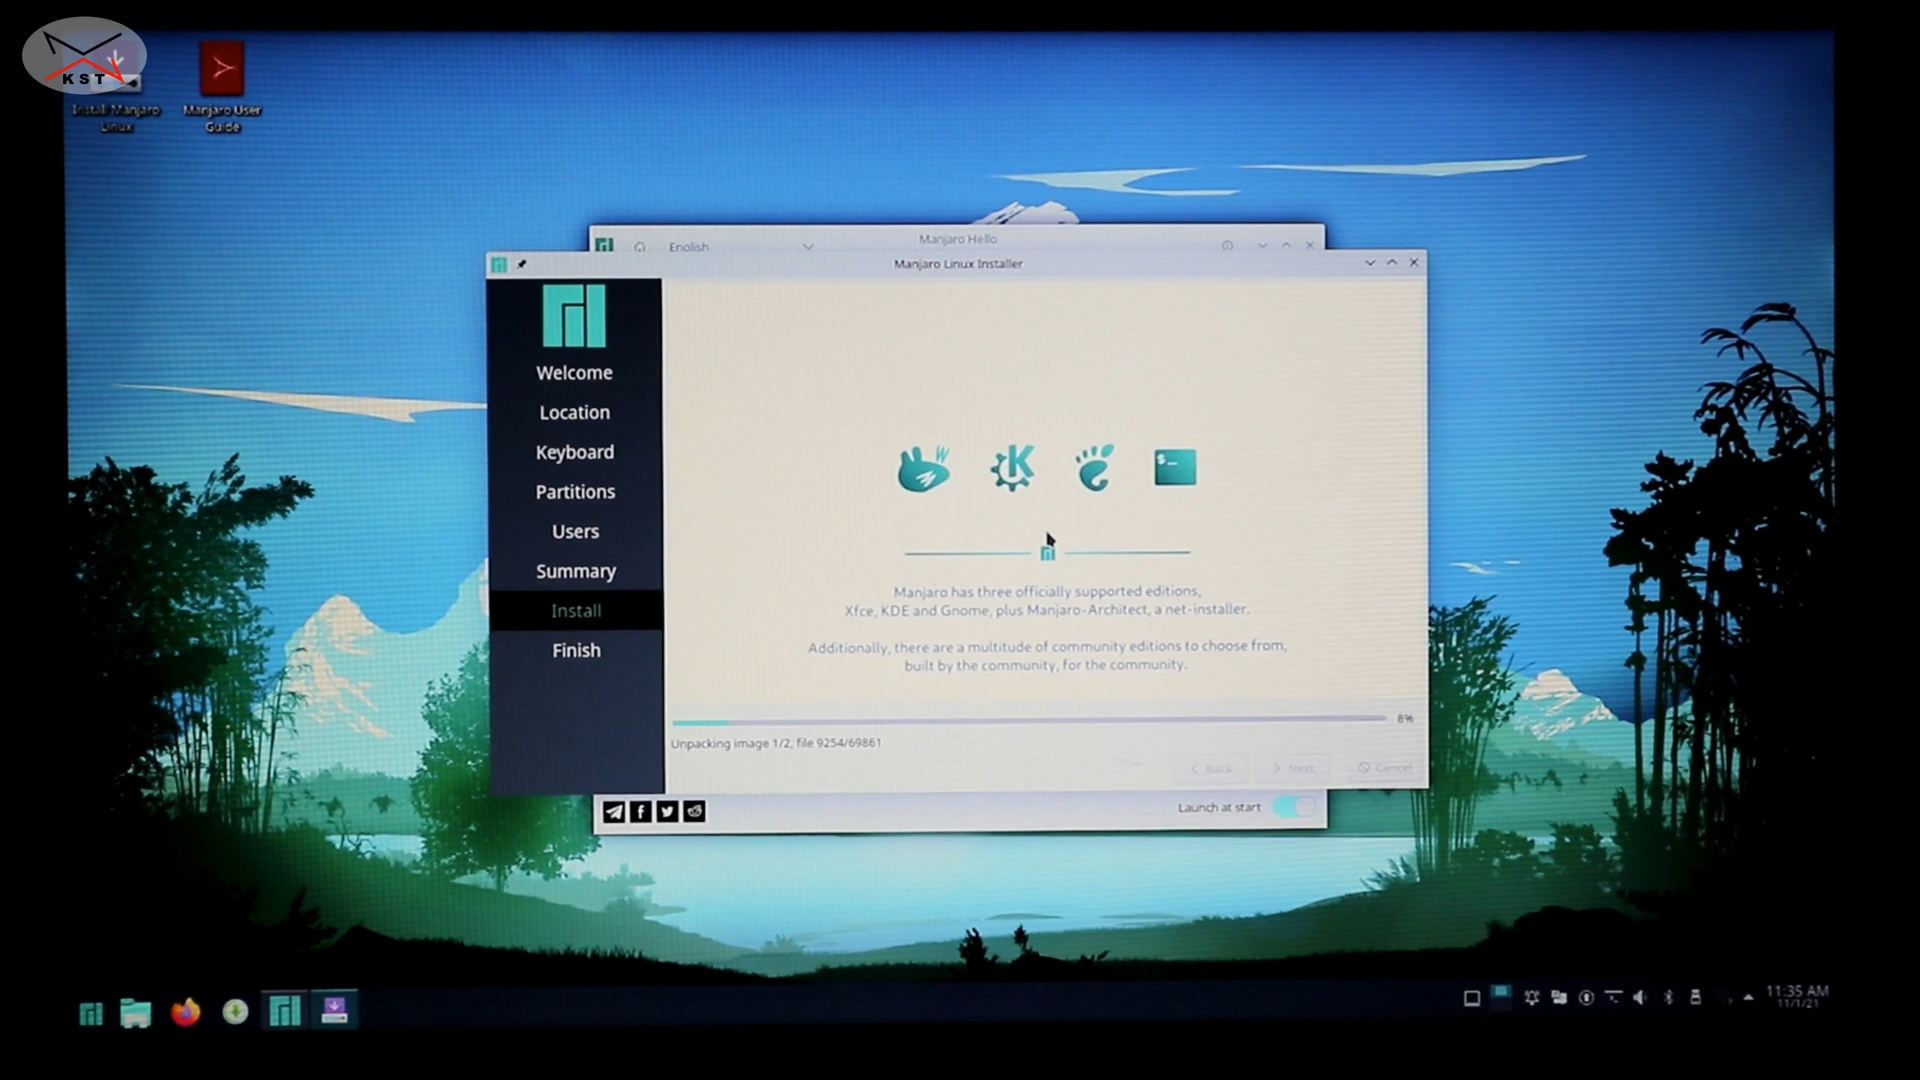 KST
Install Manjaro
Linux
Manjaro User
Guide
English
Manjaro Hello
Manjaro Linux Installer
Welcome
Location
Keyboard
Partitions
Users
Summary
Install
Finish
$_
Manjaro has three officially supported editions,
Xfce, KDE and Gnome, plus Manjaro-Architect, a net-installer.
Additionally, there are a multitude of community editions to choose from,
built by the community, for the community.
8%
Unpacking image 1/2, file 9254/69861
Back
Next
Cancel
Launch at start
11:35 AM
11/1/21